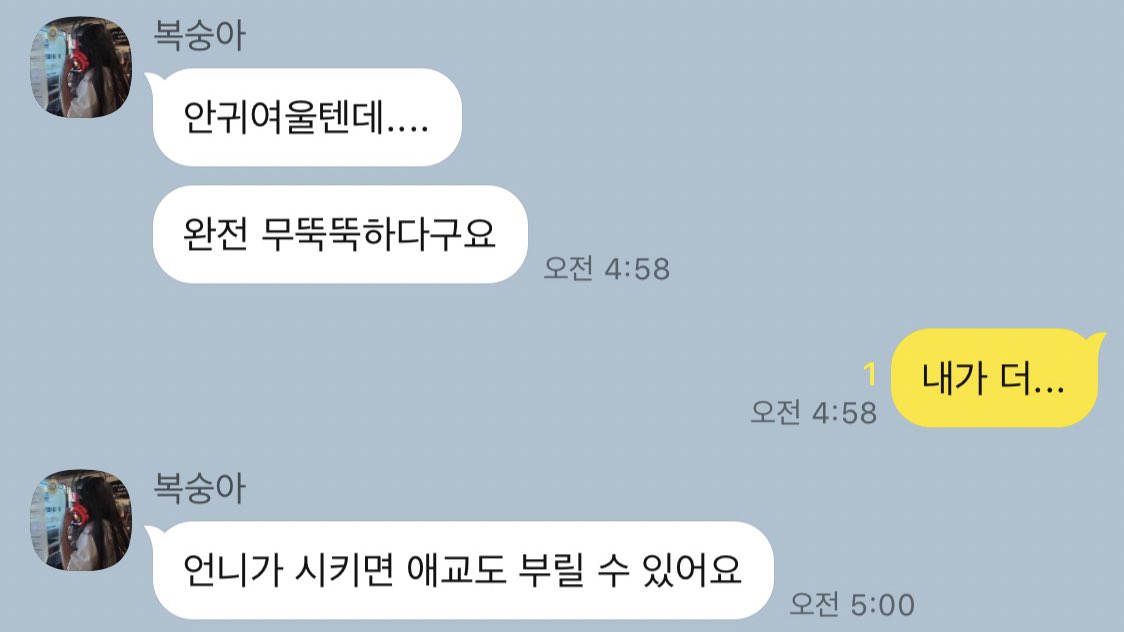 복숭아
안귀여울텐데....
완전 무뚝뚝하다구요
오전 4:58
내가 더...
1
오전 4:58
복숭아
언니가 시키면 애교도 부릴 수 있어요
오전 5:00